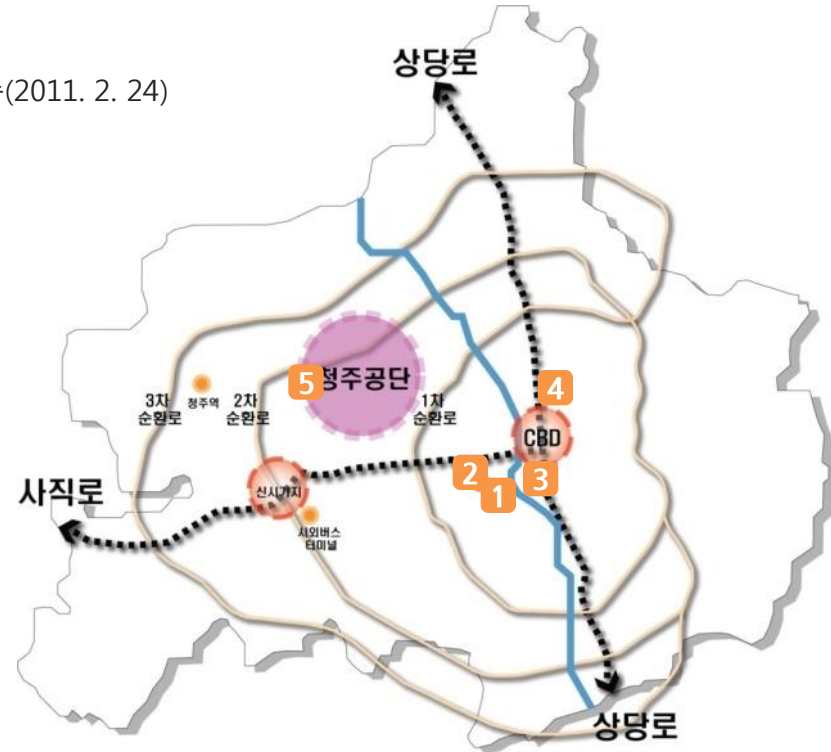 상당로
(2011. 2. 24)
5
청주공단
4
3차
순환로
청주역
2차
순환로
1차
순환로
CBD
2
3
1
사직로
신시가지
시외버스
터미널
상당로